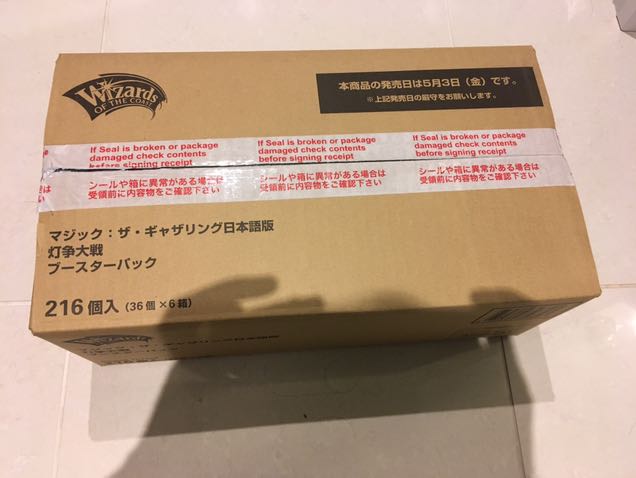 Wizards
OF THE COAST
本商品の発売日は5月3日（金）です。
※上記発売日の厳守をお願いします。
If Seal is broken or package
damaged check contents
before signing receipt
If Seal is broken or package
damaged check contents
before signing receipt
If Seal is broken or package
damaged check contents
before signing receipt
シールや箱に異常がある場合は
受領前に内容物をご確認下さい
シールや箱に異常がある場合は
受領前に内容物をご確認下さい
シールや箱に異常がある場合は
受領前に内容物をご確認下さい
マジック：ザ・ギャザリング日本語版
灯争大戦
ブースターパック
216個入（36個×6箱）
Wizards